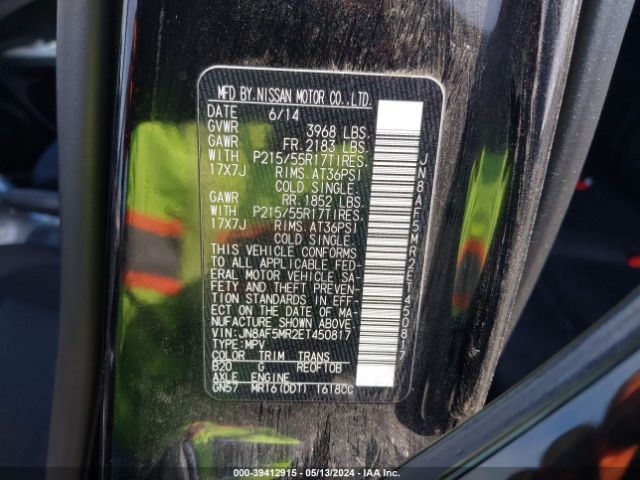 MFD BY NISSAN MOTOR CO.,LTD.
DATE 6/14
GVWR 3968 LBS.
GAWR FR. 2183 LBS.
WITH P215/55R17TIRES.
17X7J RIMS. AT36PSI
COLD SINGLE.
GAWR RR. 1852 LBS.
WITH P215/55R17TIRES.
17X7J RIMS. AT36PSI
COLD SINGLE.
THIS VEHICLE CONFORMS
TO ALL APPLICABLE FED-
ERAL MOTOR VEHICLE SA-
FETY AND THEFT PREVEN-
TION STANDARDS IN EFF-
ECT ON THE DATE OF MA-
NUFACTURE SHOWN ABOVE.
VIN:JN8AF5MR2ET450817
TYPE:MPV
COLOR TRIM TRANS
B20 G REOF10B
AXLE ENGINE
GN57 MR16(DDT) 1618CC
JN8AF5MR2ET450817
000-39412915 - 05/13/2024 - IAA Inc.